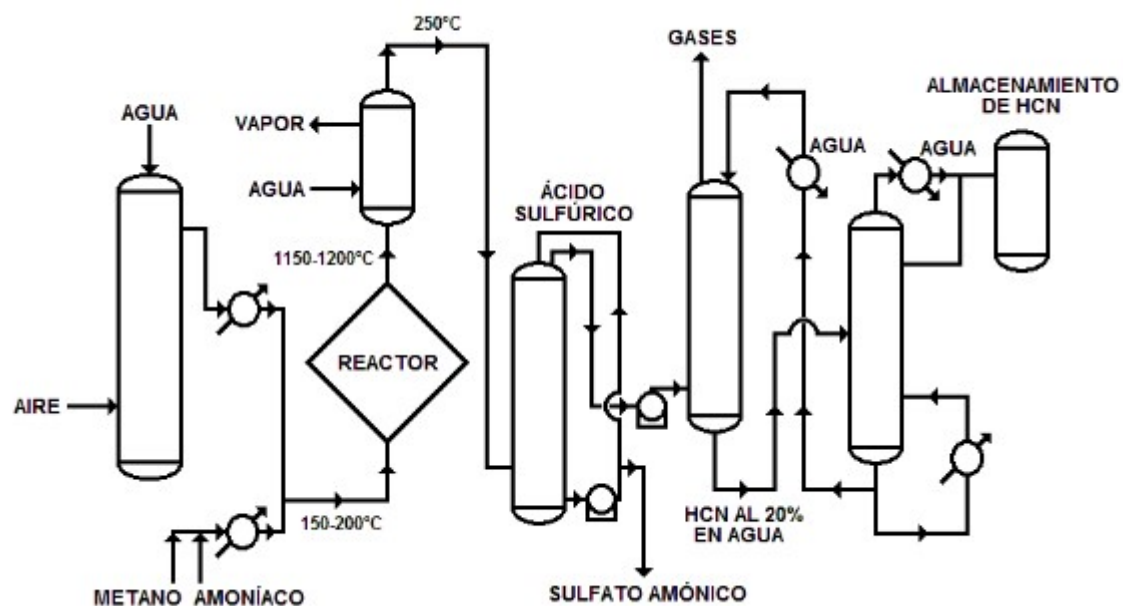 250°C
GASES
ALMACENAMIENTO
DE HCN
AGUA
VAPOR
AGUA
AGUA
AGUA
ÁCIDO
SULFÚRICO
1150-1200°C
REACTOR
AIRE
150-200°C
HCN AL 20%
EN AGUA
METANO AMONÍACO
SULFATO AMÓNICO